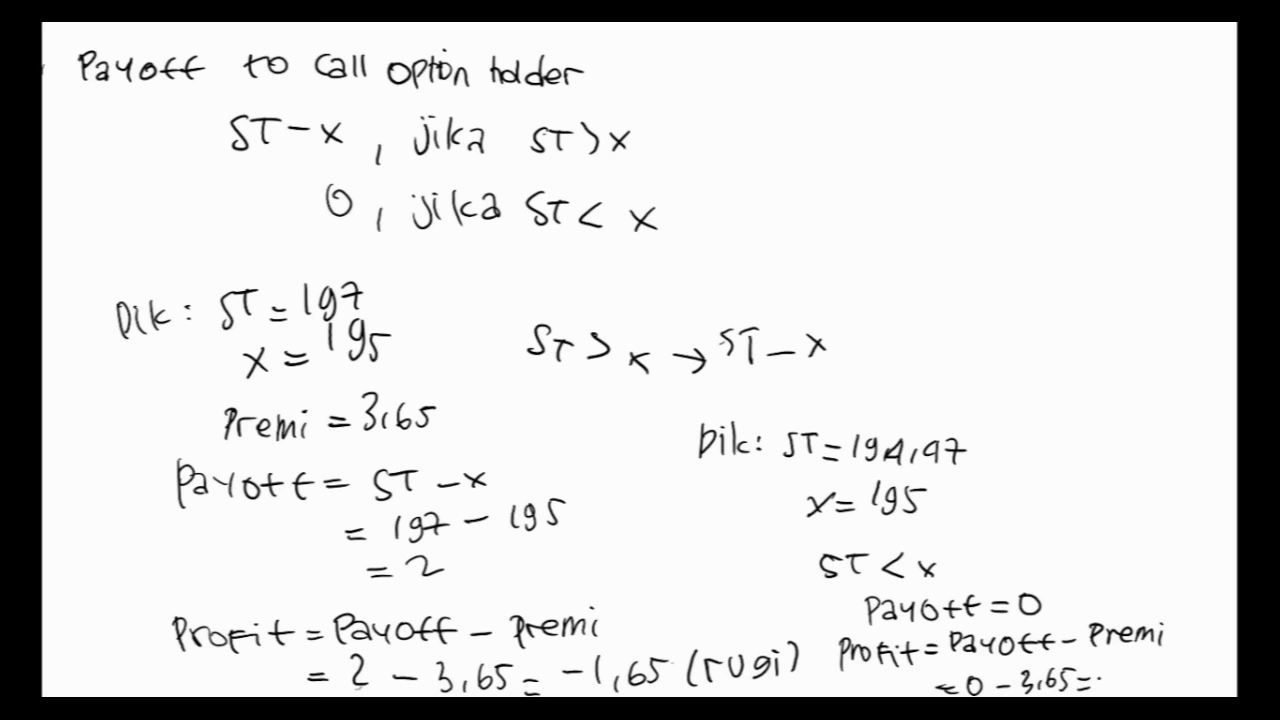 Payoff to call option holder
ST - x , jika ST > x
0 , jika ST < x
Dik : ST = 197
x = 195
ST > x → ST - x
Premi = 3,65
Payoff = ST - x
= 197 - 195
= 2
Profit = Payoff - premi
= 2 - 3,65 = -1,65 (rugi)
Dik : ST = 194,97
x = 195
ST < x
Payoff = 0
Profit = Payoff - Premi
= 0 - 3,65 = -